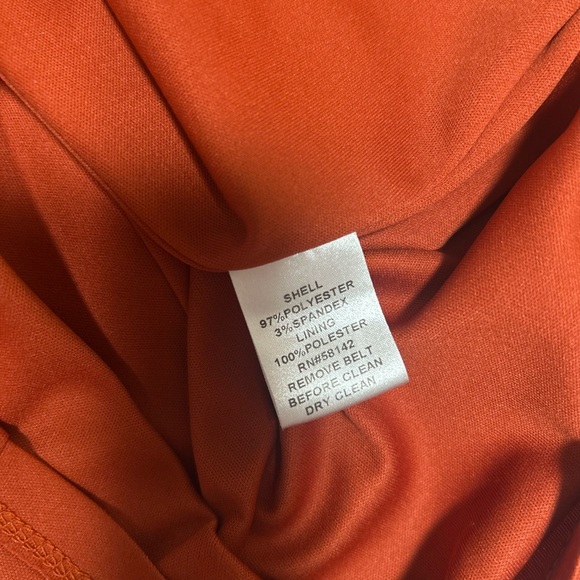 SHELL
97%POLYESTER
3%SPANDEX
LINING
100%POLESTER
RN#58142
REMOVE BELT
BEFORE CLEAN
DRY CLEAN